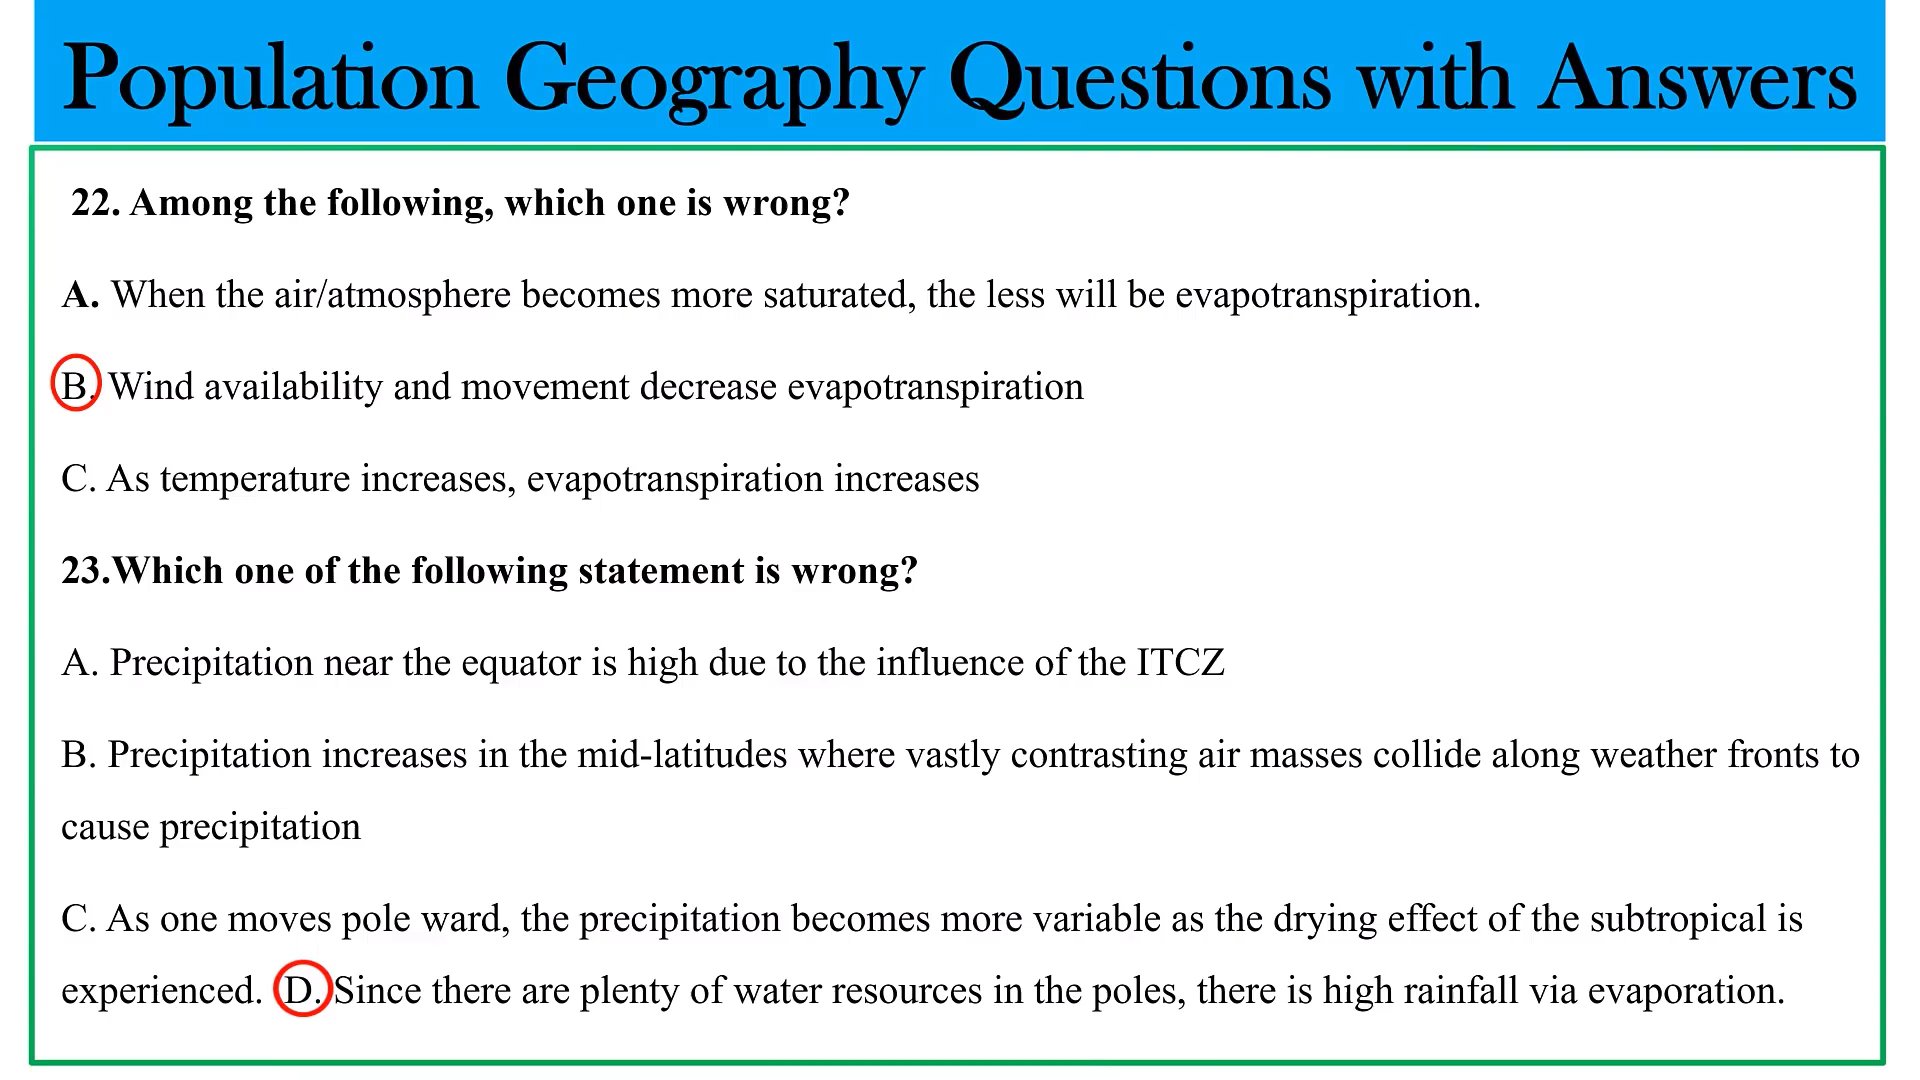 Population Geography Questions with Answers
22. Among the following, which one is wrong?
A. When the air/atmosphere becomes more saturated, the less will be evapotranspiration.
B. Wind availability and movement decrease evapotranspiration
C. As temperature increases, evapotranspiration increases
23.Which one of the following statement is wrong?
A. Precipitation near the equator is high due to the influence of the ITCZ
B. Precipitation increases in the mid-latitudes where vastly contrasting air masses collide along weather fronts to
cause precipitation
C. As one moves pole ward, the precipitation becomes more variable as the drying effect of the subtropical is
experienced. D. Since there are plenty of water resources in the poles, there is high rainfall via evaporation.